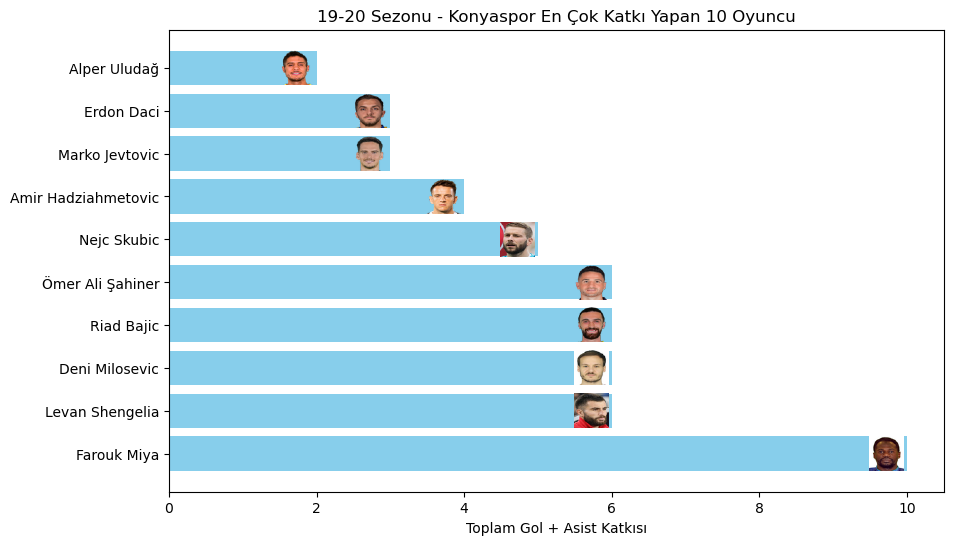 19-20 Sezonu - Konyaspor En Çok Katkı Yapan 10 Oyuncu
Alper Uludağ
Erdon Daci
Marko Jevtovic
Amir Hadziahmetovic
Nejc Skubic
Ömer Ali Şahiner
Riad Bajic
Deni Milosevic
Levan Shengelia
Farouk Miya
0 2 4 6 8 10
Toplam Gol + Asist Katkısı